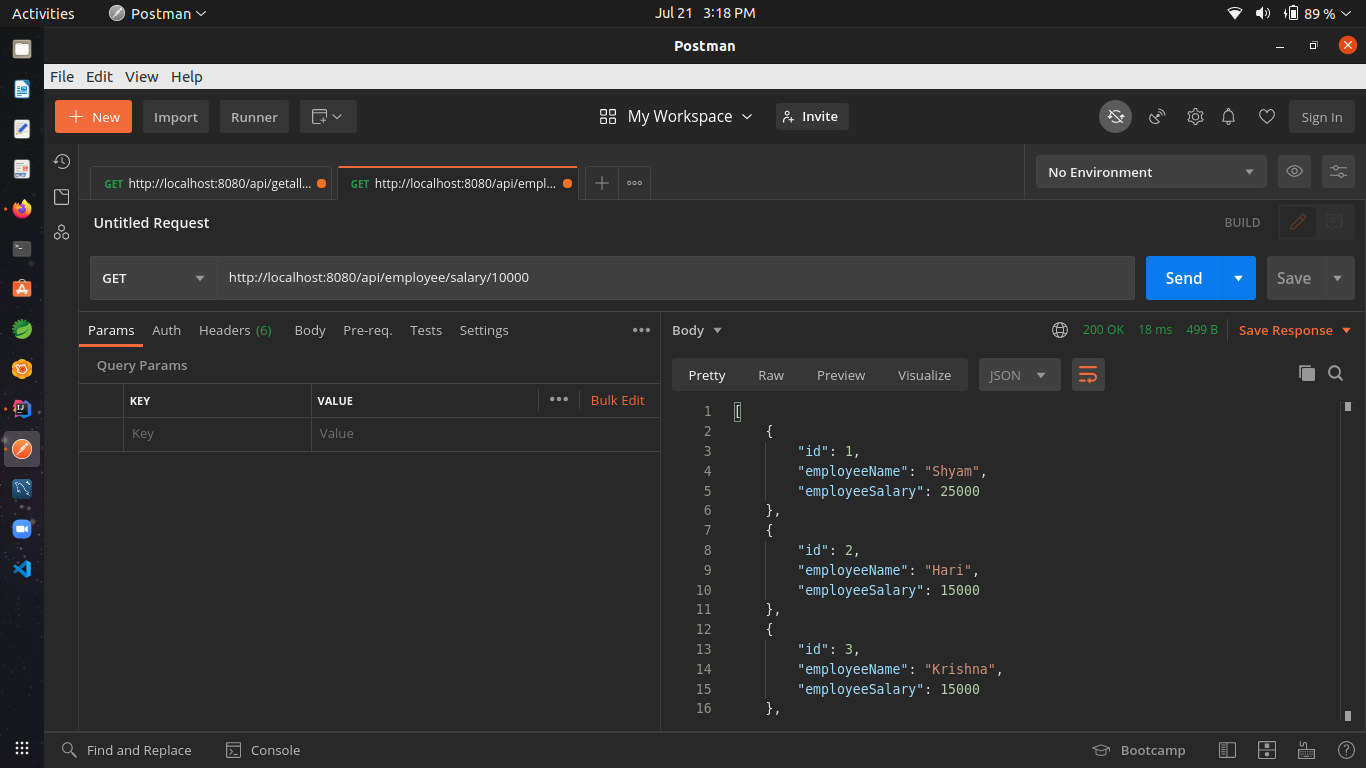 Activities Postman Jul 21 3:18 PM 89 %
Postman
File Edit View Help
New Import Runner My Workspace Invite Sign In
GET http://localhost:8080/api/getall... GET http://localhost:8080/api/empl... No Environment
Untitled Request BUILD
GET http://localhost:8080/api/employee/salary/10000 Send Save
Params Auth Headers (6) Body Pre-req. Tests Settings
Query Params
KEY VALUE Bulk Edit
Key Value
Body 200 OK 18 ms 499 B Save Response
Pretty Raw Preview Visualize JSON
1 [
2 {
3 "id": 1,
4 "employeeName": "Shyam",
5 "employeeSalary": 25000
6 },
7 {
8 "id": 2,
9 "employeeName": "Hari",
10 "employeeSalary": 15000
11 },
12 {
13 "id": 3,
14 "employeeName": "Krishna",
15 "employeeSalary": 15000
16 },
Find and Replace Console Bootcamp